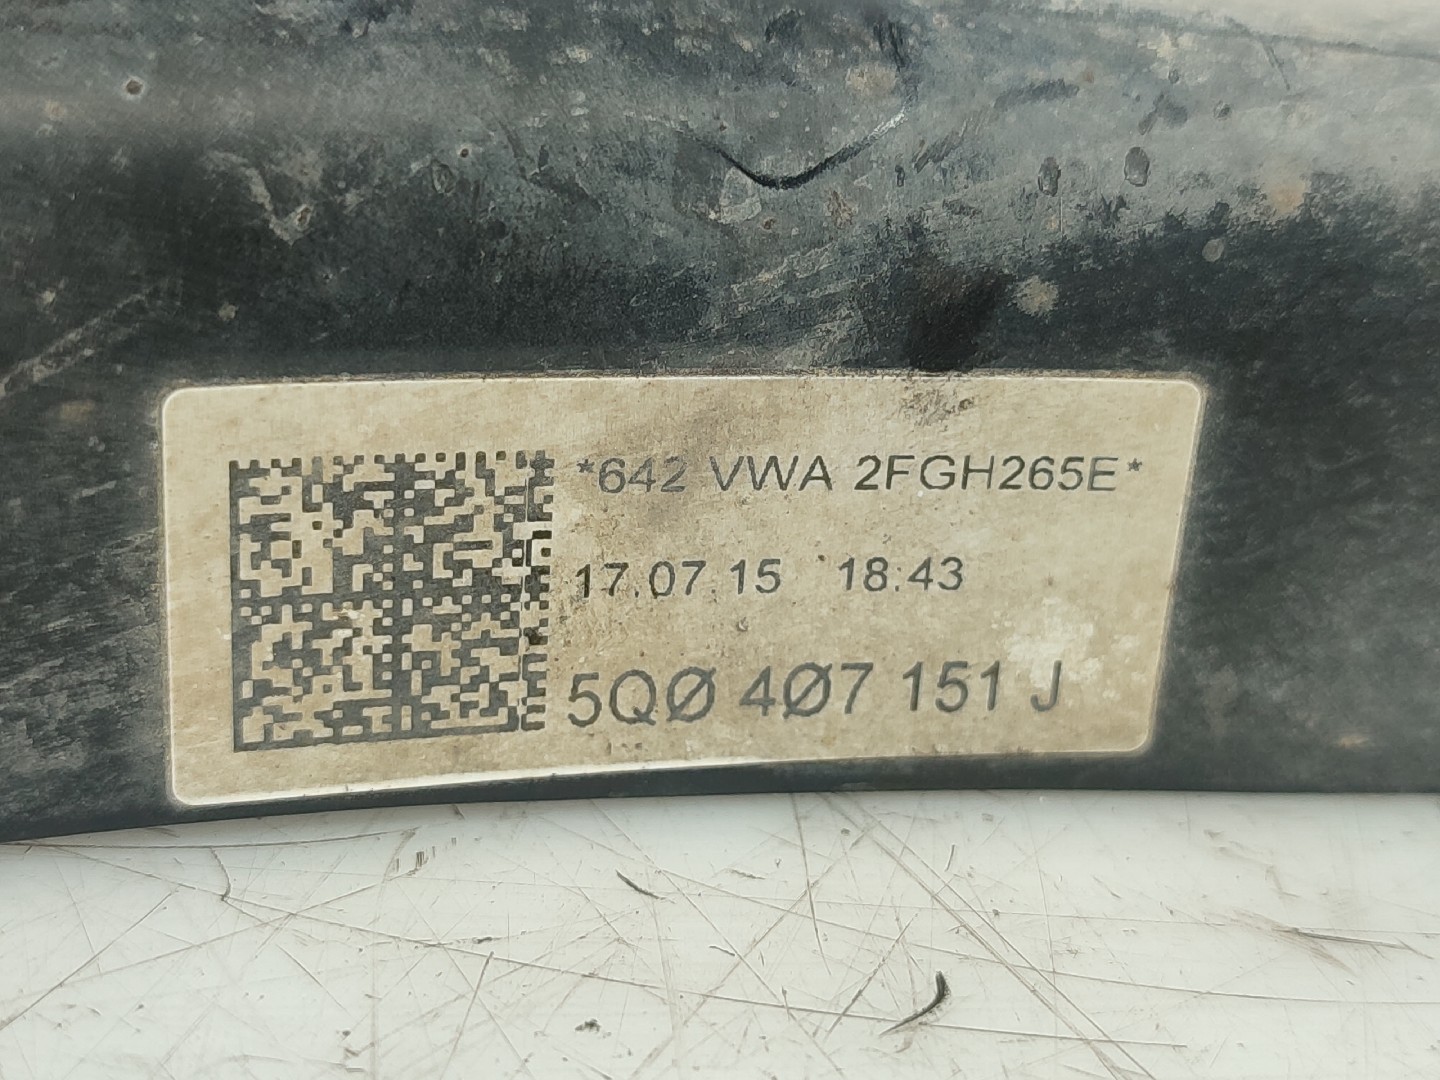 *642 VWA 2FGH265E*
17.07 15 18:43
5QØ 4Ø7 151 J